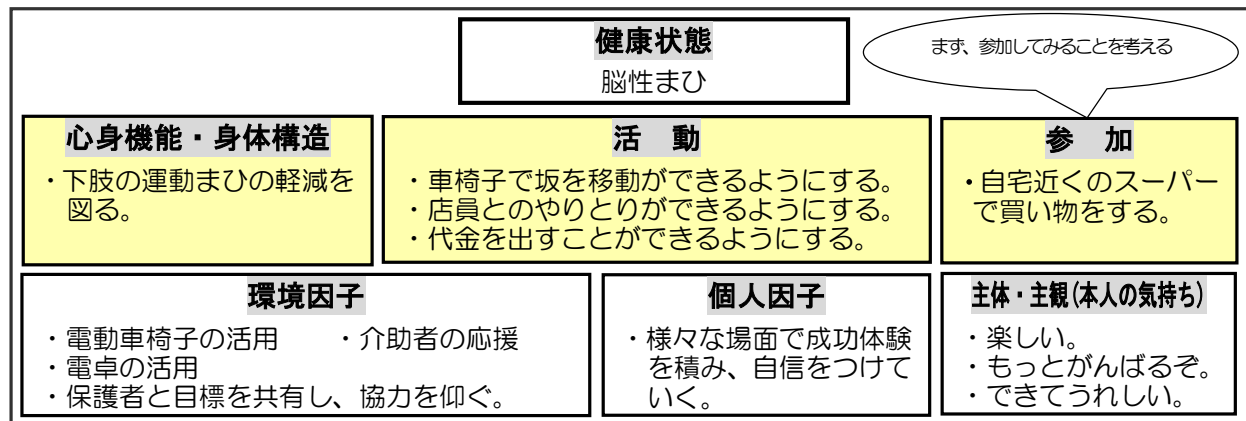 健康状態
脳性まひ
まず、参加してみることを考える
心身機能・身体構造
・下肢の運動まひの軽減を
図る。
活　動
・車椅子で坂を移動ができるようにする。
・店員とのやりとりができるようにする。
・代金を出すことができるようにする。
参　加
・自宅近くのスーパー
で買い物をする。
環境因子
・電動車椅子の活用　　・介助者の応援
・電卓の活用
・保護者と目標を共有し、協力を仰ぐ。
個人因子
・様々な場面で成功体験
を積み、自信をつけて
いく。
主体・主観(本人の気持ち)
・楽しい。
・もっとがんばるぞ。
・できてうれしい。